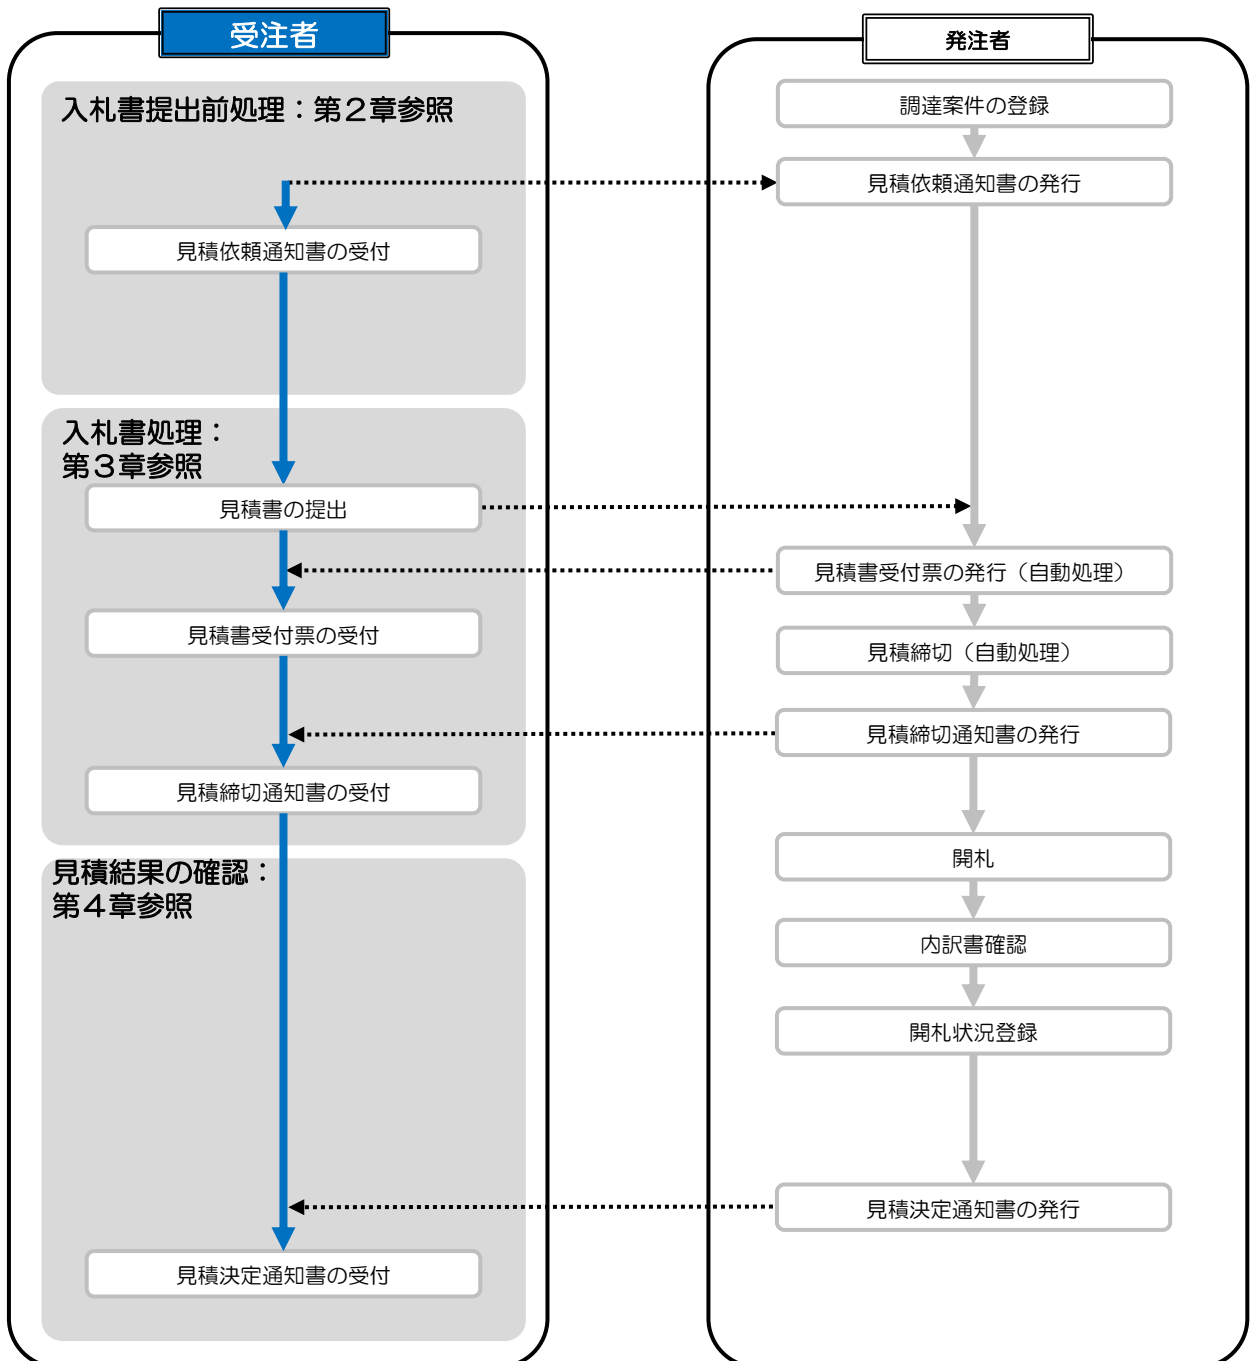 受注者
入札書提出前処理：第２章参照
見積依頼通知書の受付
入札書処理：
第３章参照
見積書の提出
見積書受付票の受付
見積締切通知書の受付
見積結果の確認：
第４章参照
見積決定通知書の受付
発注者
調達案件の登録
見積依頼通知書の発行
見積書受付票の発行（自動処理）
見積締切（自動処理）
見積締切通知書の発行
開札
内訳書確認
開札状況登録
見積決定通知書の発行